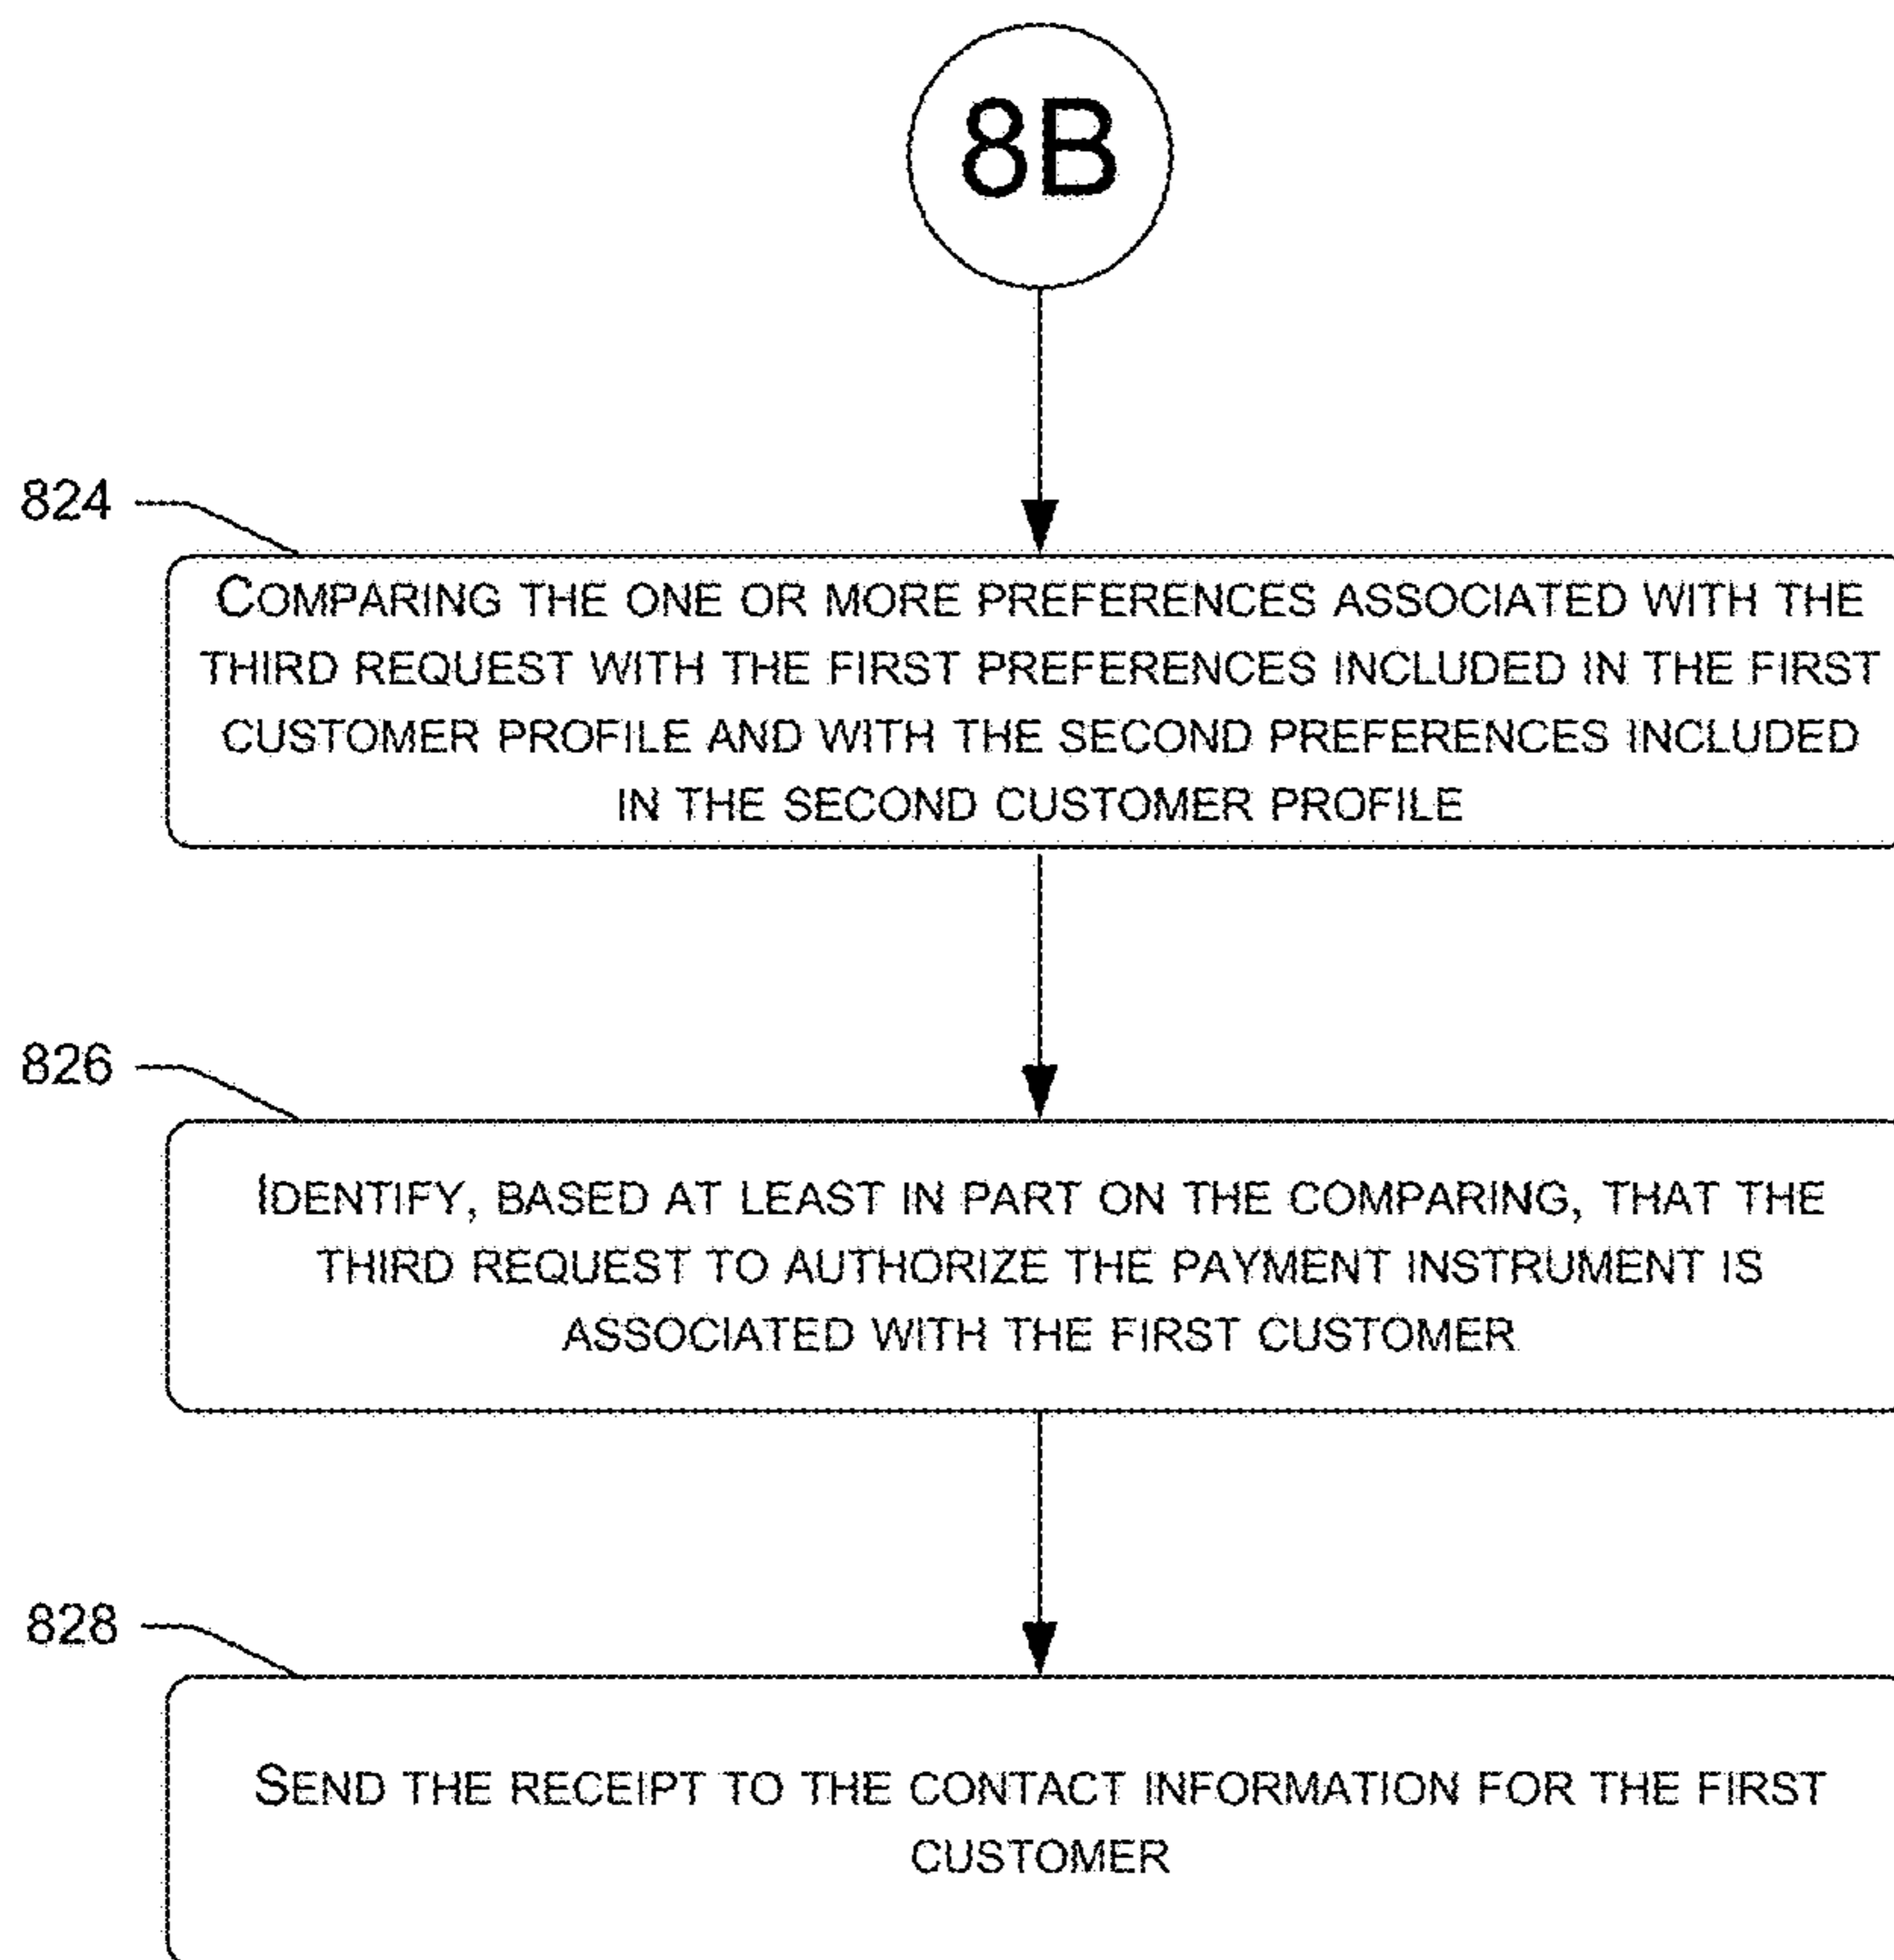 8B
824
COMPARING THE ONE OR MORE PREFERENCES ASSOCIATED WITH THE
THIRD REQUEST WITH THE FIRST PREFERENCES INCLUDED IN THE FIRST
CUSTOMER PROFILE AND WITH THE SECOND PREFERENCES INCLUDED
IN THE SECOND CUSTOMER PROFILE
826
IDENTIFY, BASED AT LEAST IN PART ON THE COMPARING, THAT THE
THIRD REQUEST TO AUTHORIZE THE PAYMENT INSTRUMENT IS
ASSOCIATED WITH THE FIRST CUSTOMER
828
SEND THE RECEIPT TO THE CONTACT INFORMATION FOR THE FIRST
CUSTOMER